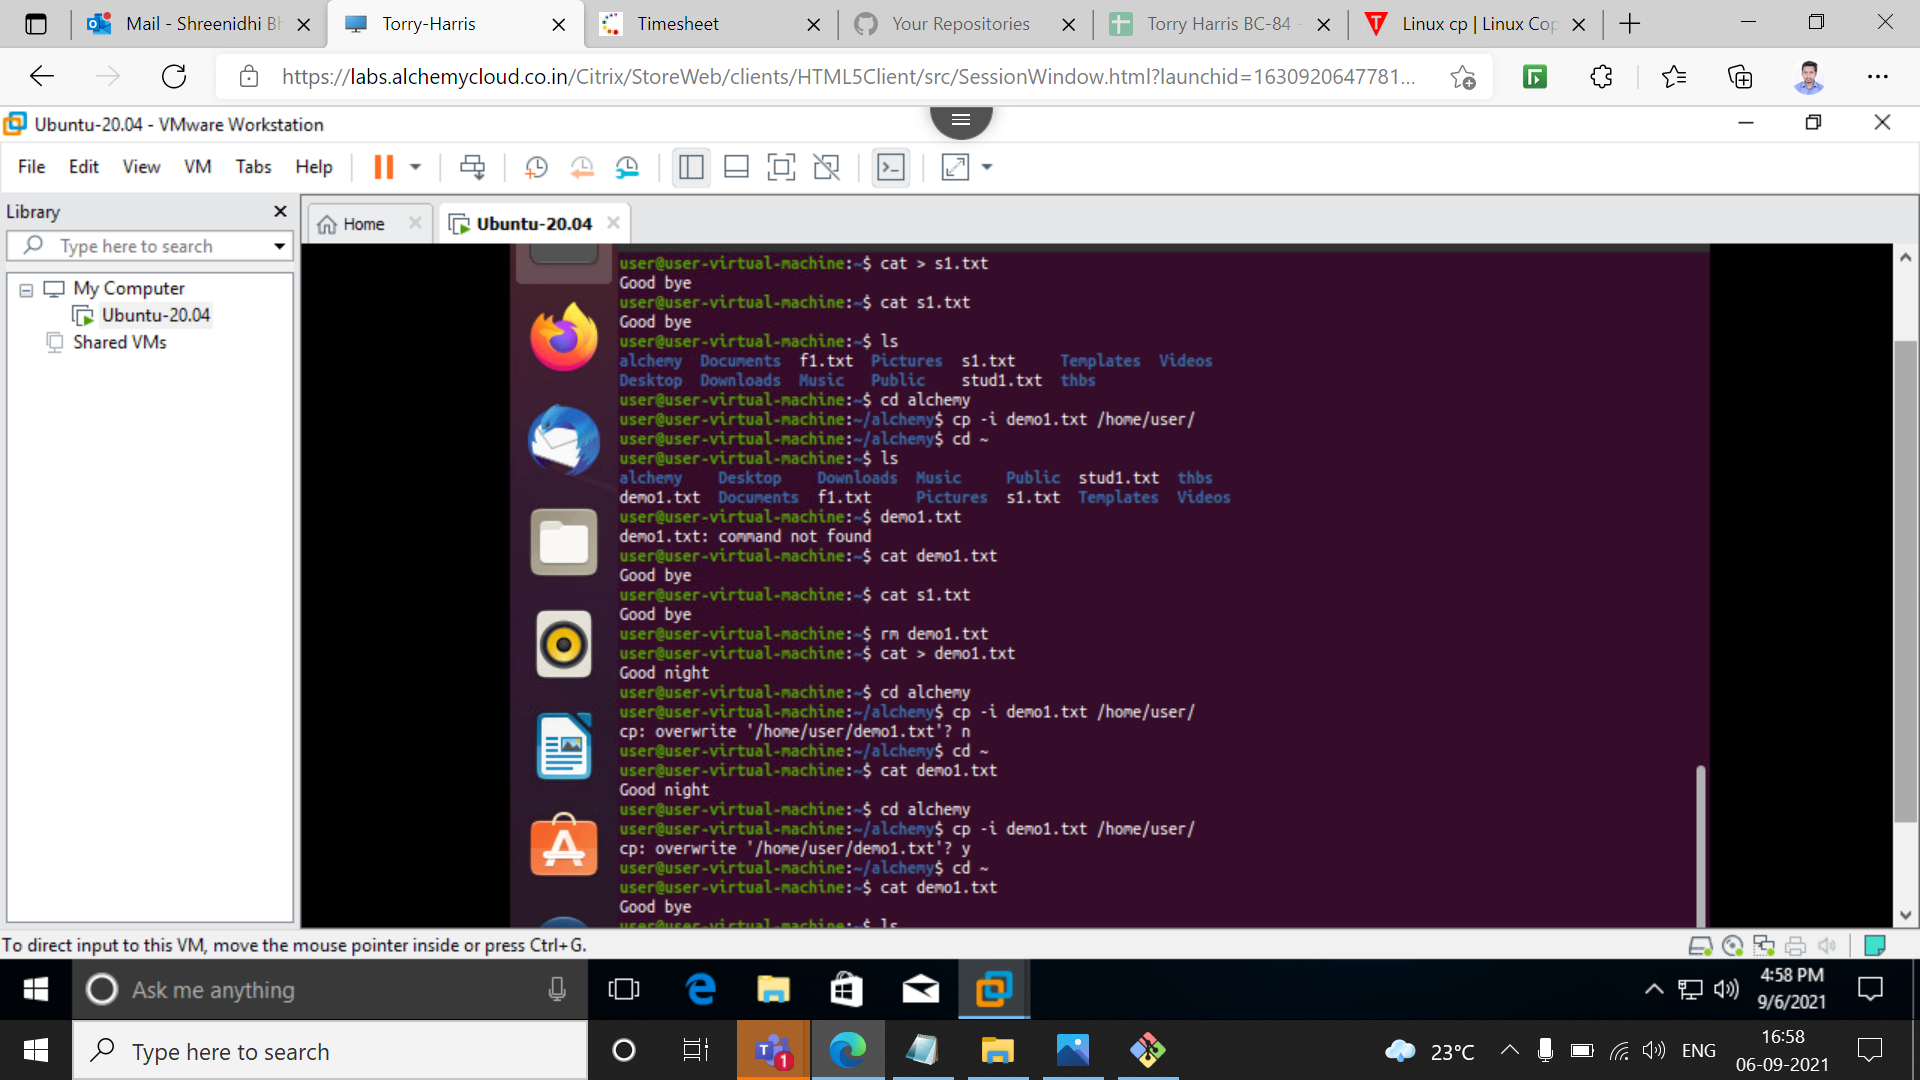 Mail - Shreenidhi Bh
Torry-Harris
Timesheet
Your Repositories
Torry Harris BC-84 -
Linux cp | Linux Cop
https://labs.alchemycloud.co.in/Citrix/StoreWeb/clients/HTML5Client/src/SessionWindow.html?launchid=1630920647781...
Ubuntu-20.04 - VMware Workstation
File Edit View VM Tabs Help
Library
Home
Ubuntu-20.04
Type here to search
My Computer
Ubuntu-20.04
Shared VMs
user@user-virtual-machine:~$ cat > s1.txt
Good bye
user@user-virtual-machine:~$ cat s1.txt
Good bye
user@user-virtual-machine:~$ ls
alchemy Documents f1.txt Pictures s1.txt Templates Videos
Desktop Downloads Music Public stud1.txt thbs
user@user-virtual-machine:~$ cd alchemy
user@user-virtual-machine:~/alchemy$ cp -i demo1.txt /home/user/
user@user-virtual-machine:~/alchemy$ cd ~
user@user-virtual-machine:~$ ls
alchemy Desktop Downloads Music Public stud1.txt thbs
demo1.txt Documents f1.txt Pictures s1.txt Templates Videos
user@user-virtual-machine:~$ demo1.txt
demo1.txt: command not found
user@user-virtual-machine:~$ cat demo1.txt
Good bye
user@user-virtual-machine:~$ cat s1.txt
Good bye
user@user-virtual-machine:~$ rm demo1.txt
user@user-virtual-machine:~$ cat > demo1.txt
Good night
user@user-virtual-machine:~$ cd alchemy
user@user-virtual-machine:~/alchemy$ cp -i demo1.txt /home/user/
cp: overwrite '/home/user/demo1.txt'? n
user@user-virtual-machine:~/alchemy$ cd ~
user@user-virtual-machine:~$ cat demo1.txt
Good night
user@user-virtual-machine:~$ cd alchemy
user@user-virtual-machine:~/alchemy$ cp -i demo1.txt /home/user/
cp: overwrite '/home/user/demo1.txt'? y
user@user-virtual-machine:~/alchemy$ cd ~
user@user-virtual-machine:~$ cat demo1.txt
Good bye
user@user-virtual-machine:~$ ls
To direct input to this VM, move the mouse pointer inside or press Ctrl+G.
Ask me anything
4:58 PM
9/6/2021
Type here to search
1
23°C
ENG
16:58
06-09-2021